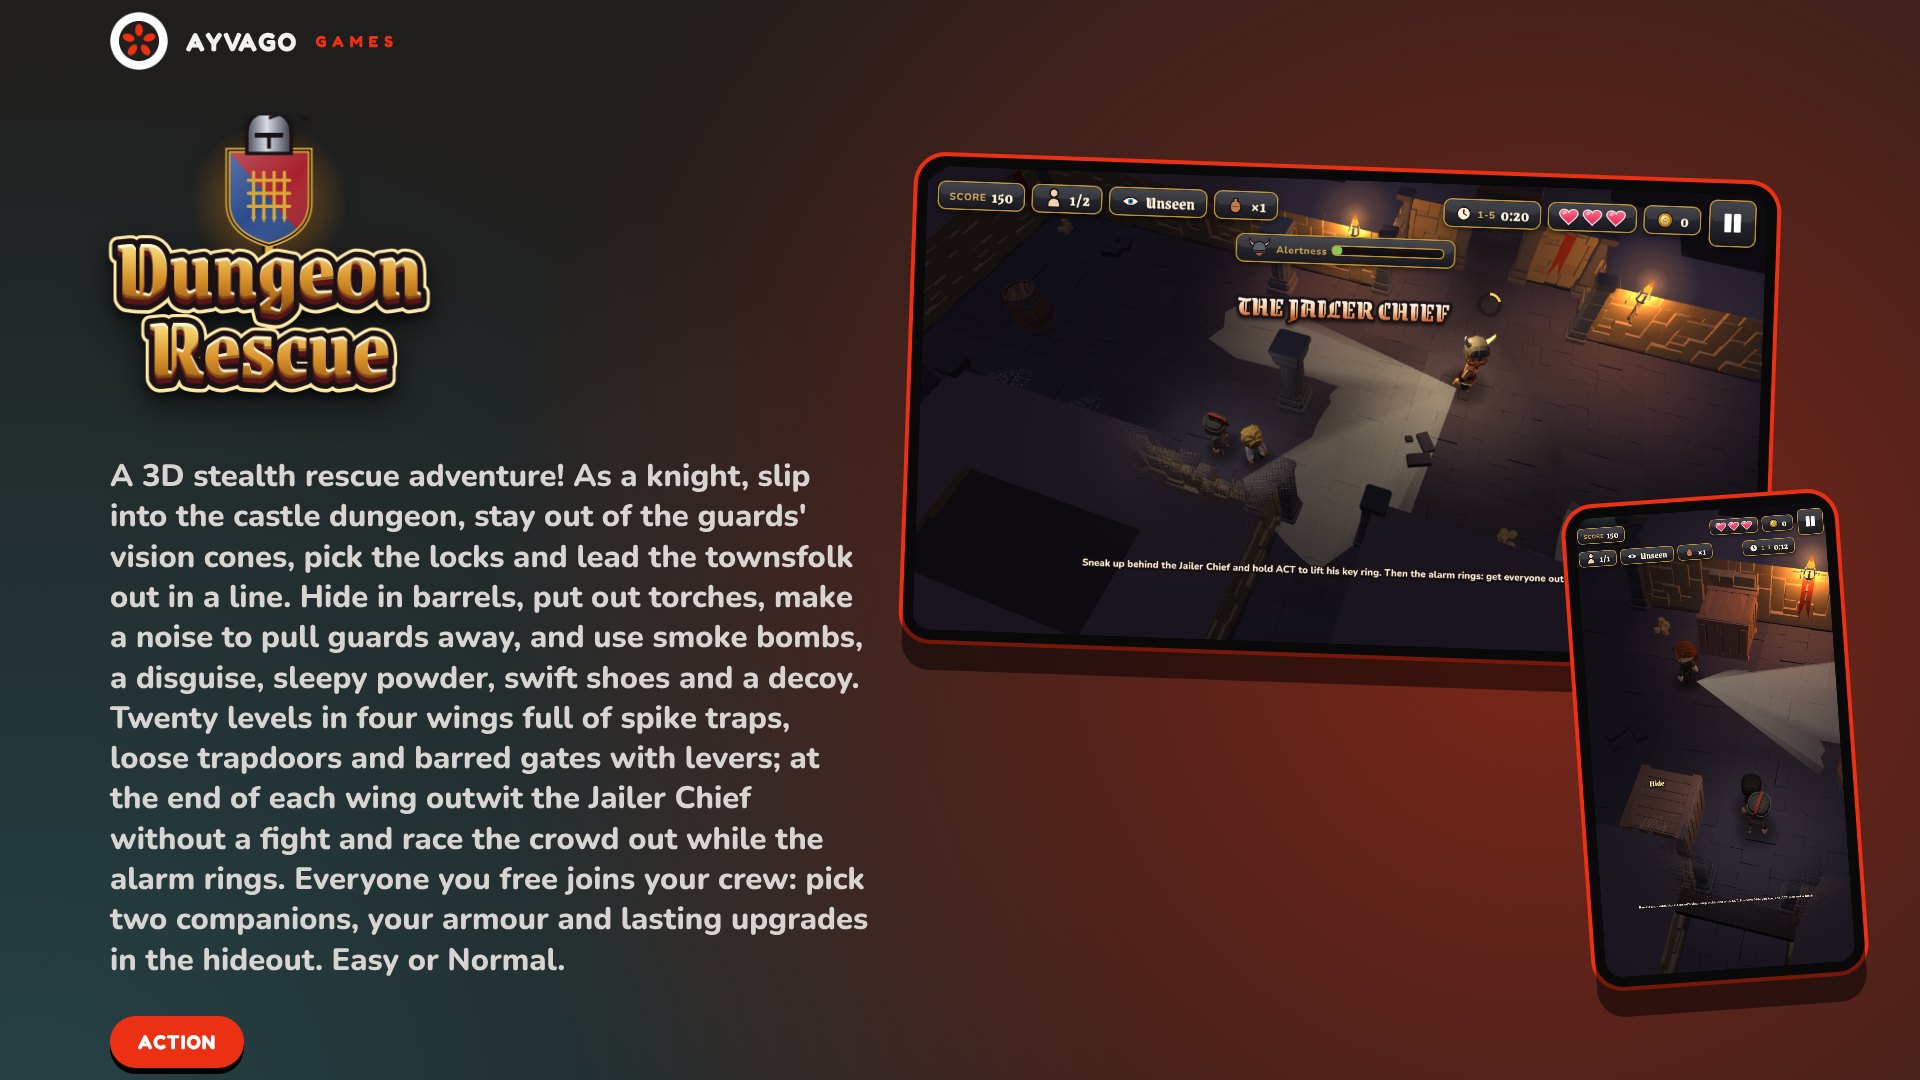 AYVAGO GAMES
Dungeon
Rescue
A 3D stealth rescue adventure! As a knight, slip
into the castle dungeon, stay out of the guards'
vision cones, pick the locks and lead the townsfolk
out in a line. Hide in barrels, put out torches, make
a noise to pull guards away, and use smoke bombs,
a disguise, sleepy powder, swift shoes and a decoy.
Twenty levels in four wings full of spike traps,
loose trapdoors and barred gates with levers; at
the end of each wing outwit the Jailer Chief
without a fight and race the crowd out while the
alarm rings. Everyone you free joins your crew: pick
two companions, your armour and lasting upgrades
in the hideout. Easy or Normal.
ACTION
SCORE 150 1/2 Unseen ×1 1-5 0:20 0
Alertness
THE JAILER CHIEF
Sneak up behind the Jailer Chief and hold ACT to lift his key ring. Then the alarm rings: get everyone out
SCORE 150 0
1/1 Unseen ×1 0:12
Hide